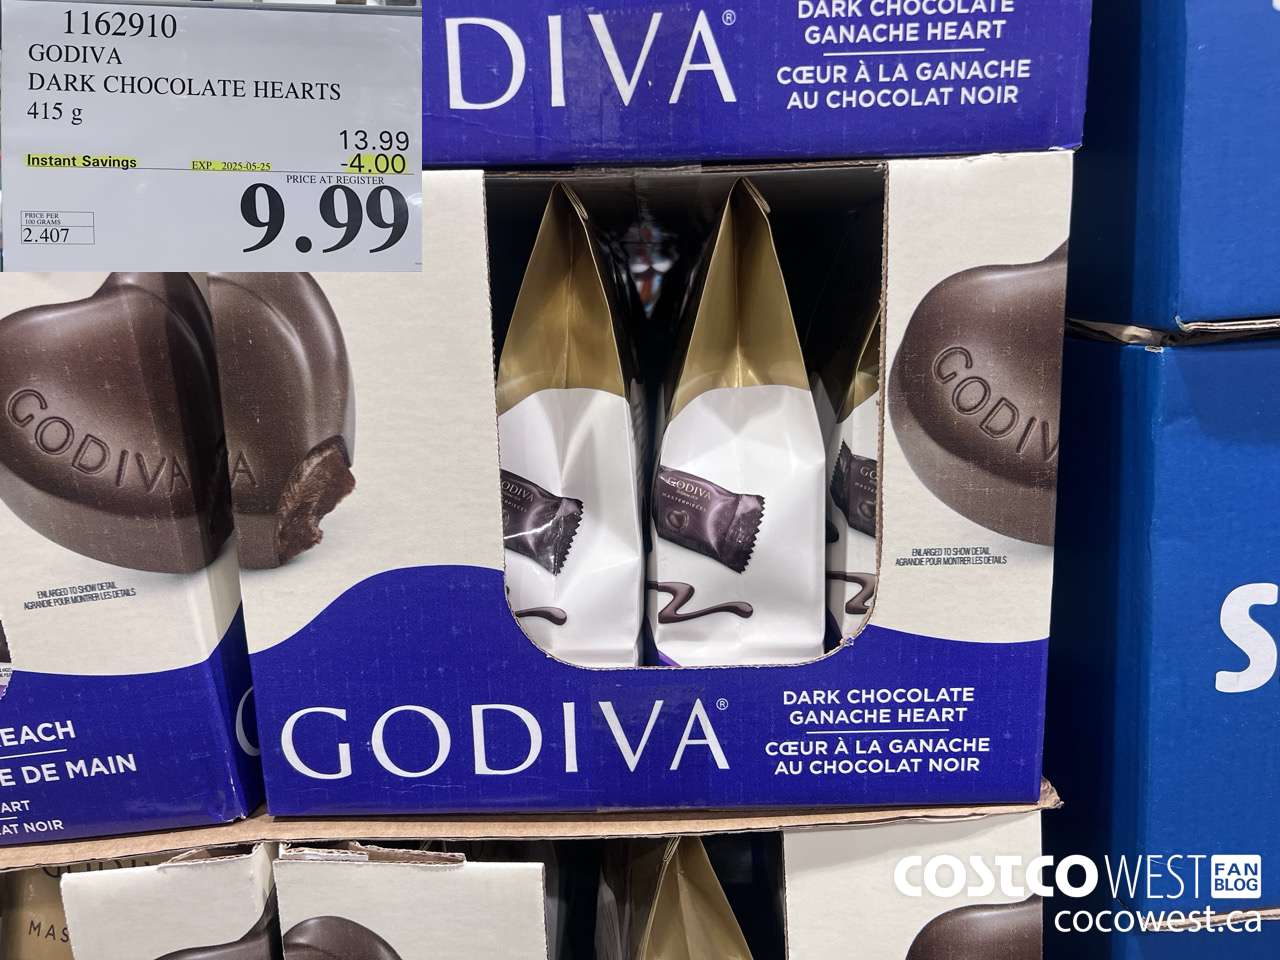 1162910
GODIVA
DARK CHOCOLATE HEARTS
415 g
13.99
Instant Savings EXP. 2025-05-25 -4.00
PRICE AT REGISTER
9.99
PRICE PER
100 GRAMS
2.407
DIVA®
DARK CHOCOLATE
GANACHE HEART
CŒUR À LA GANACHE
AU CHOCOLAT NOIR
GODIVA
GODIV
ENLARGED TO SHOW DETAIL
AGRANDIE POUR MONTRER LES DÉTAILS
ENLARGED TO SHOW DETAIL
AGRANDIE POUR MONTRER LES DÉTAILS
GODIVA
GODIVA
MASTERPIECES
EACH
E DE MAIN
ART
AT NOIR
GODIVA®
DARK CHOCOLATE
GANACHE HEART
CŒUR À LA GANACHE
AU CHOCOLAT NOIR
S
GODIVA
MAS
COSTCO WEST FAN BLOG
cocowest.ca